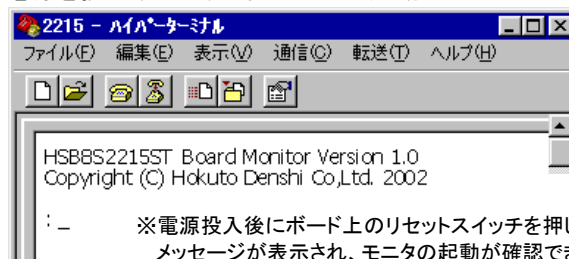 2215 - ﾊｲﾊﾟｰﾀｰﾐﾅﾙ
ファイル(F) 編集(E) 表示(V) 通信(C) 転送(T) ヘルプ(H)
HSB8S2215ST Board Monitor Version 1.0
Copyright (C) Hokuto Denshi Co,Ltd. 2002
:_ ※電源投入後にボード上のリセットスイッチを押し
メッセージが表示され、モニタの起動が確認でき